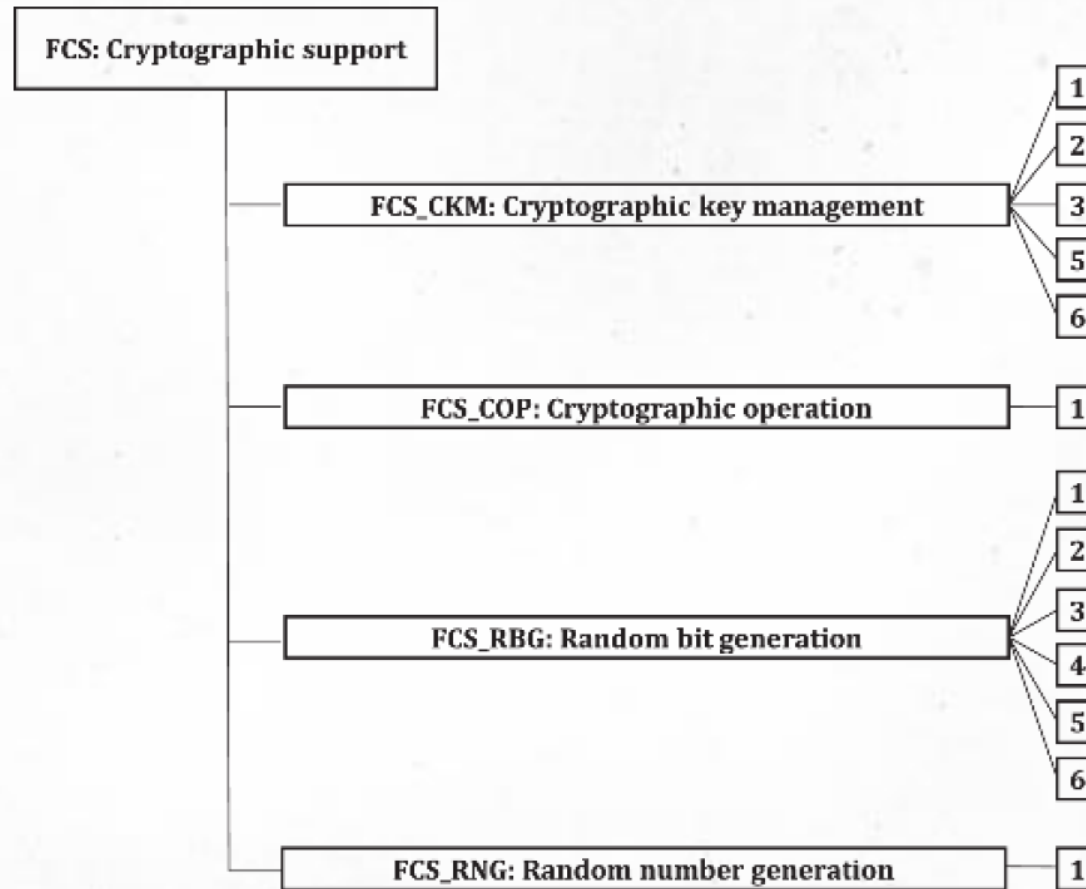 FCS: Cryptographic support
1
2
FCS_CKM: Cryptographic key management
3
5
6
FCS_COP: Cryptographic operation
1
1
2
3
FCS_RBG: Random bit generation
4
5
6
FCS_RNG: Random number generation
1